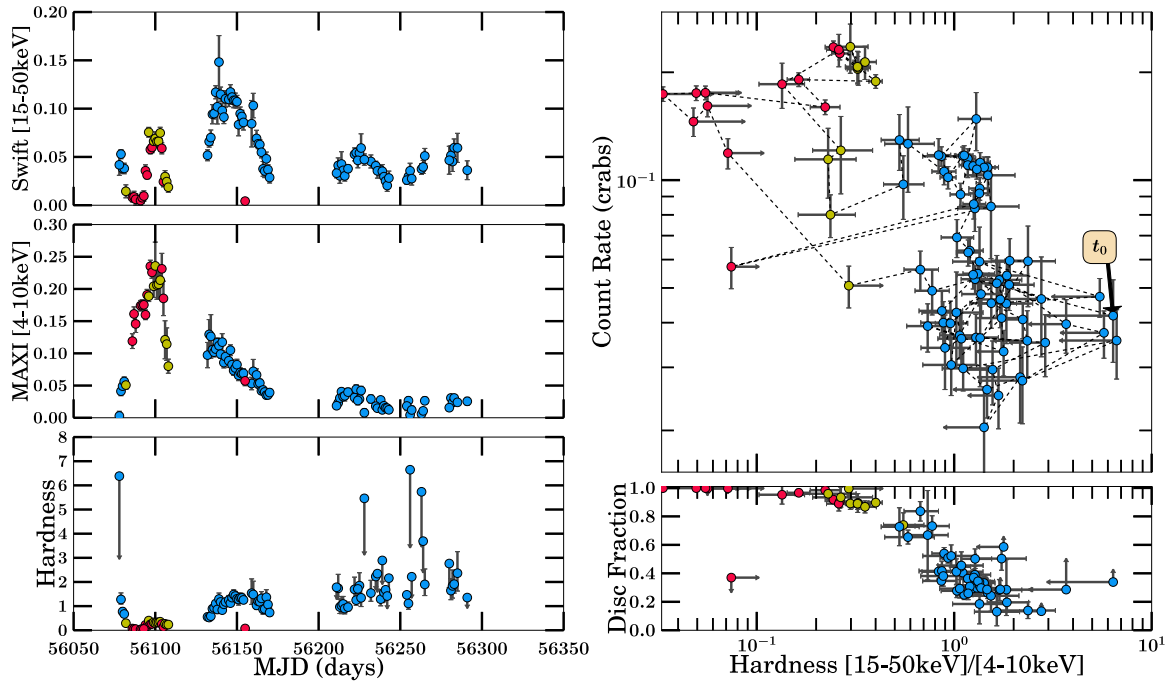 Swift [15-50keV]
0.20
0.15
0.10
0.05
0.00
MAXI [4-10keV]
0.30
0.25
0.20
0.15
0.10
0.05
0.00
Hardness
8
7
6
5
4
3
2
1
0
56050 56100 56150 56200 56250 56300 56350
MJD (days)
Count Rate (crabs)
10⁻¹
t₀
Disc Fraction
1.0
0.8
0.6
0.4
0.2
0.0
10⁻¹ 10⁰ 10¹
Hardness [15-50keV]/[4-10keV]